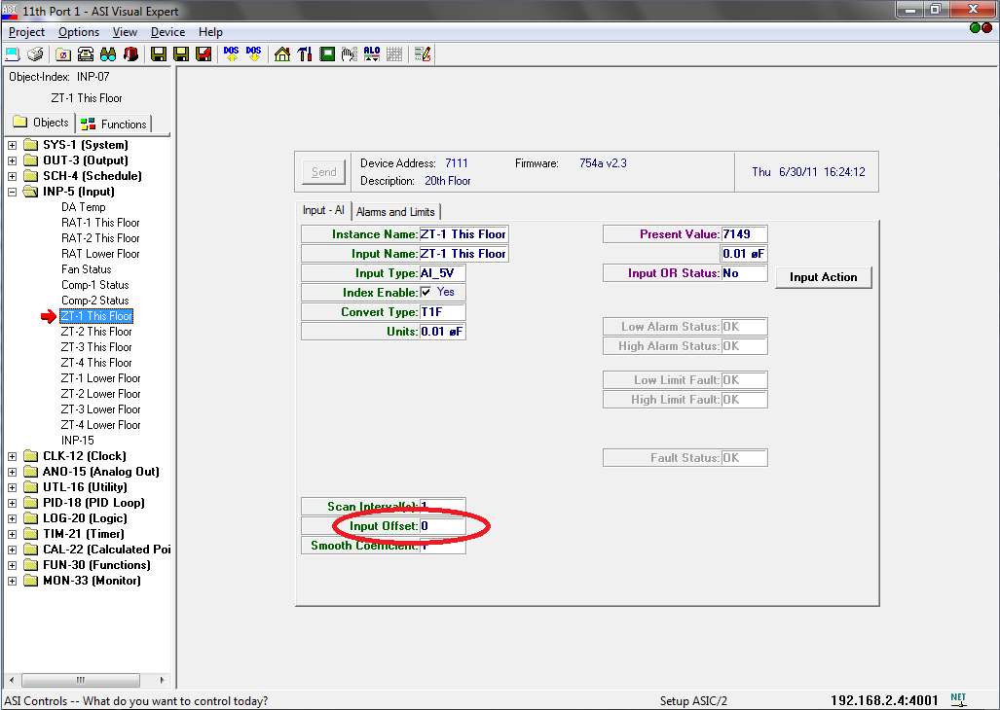 ASI 11th Port 1 - ASI Visual Expert
Project Options View Device Help
DOS DOS ALO
Object-Index: INP-07
ZT-1 This Floor
Objects Functions
SYS-1 (System)
OUT-3 (Output)
SCH-4 (Schedule)
INP-5 (Input)
DA Temp
RAT-1 This Floor
RAT-2 This Floor
RAT Lower Floor
Fan Status
Comp-1 Status
Comp-2 Status
ZT-1 This Floor
ZT-2 This Floor
ZT-3 This Floor
ZT-4 This Floor
ZT-1 Lower Floor
ZT-2 Lower Floor
ZT-3 Lower Floor
ZT-4 Lower Floor
INP-15
CLK-12 (Clock)
ANO-15 (Analog Out)
UTL-16 (Utility)
PID-18 (PID Loop)
LOG-20 (Logic)
TIM-21 (Timer)
CAL-22 (Calculated Poi
FUN-30 (Functions)
MON-33 (Monitor)
Send
Device Address: 7111 Firmware: 754a v2.3
Description: 20th Floor
Thu 6/30/11 16:24:12
Input - AI Alarms and Limits
Instance Name: ZT-1 This Floor
Input Name: ZT-1 This Floor
Input Type: AI_5V
Index Enable: Yes
Convert Type: T1F
Units: 0.01 øF
Present Value: 7149
0.01 øF
Input OR Status: No
Input Action
Low Alarm Status: OK
High Alarm Status: OK
Low Limit Fault: OK
High Limit Fault: OK
Fault Status: OK
Scan Interval(s): 1
Input Offset: 0
Smooth Coefficient: 1
ASI Controls -- What do you want to control today?
Setup ASIC/2
192.168.2.4:4001
NET